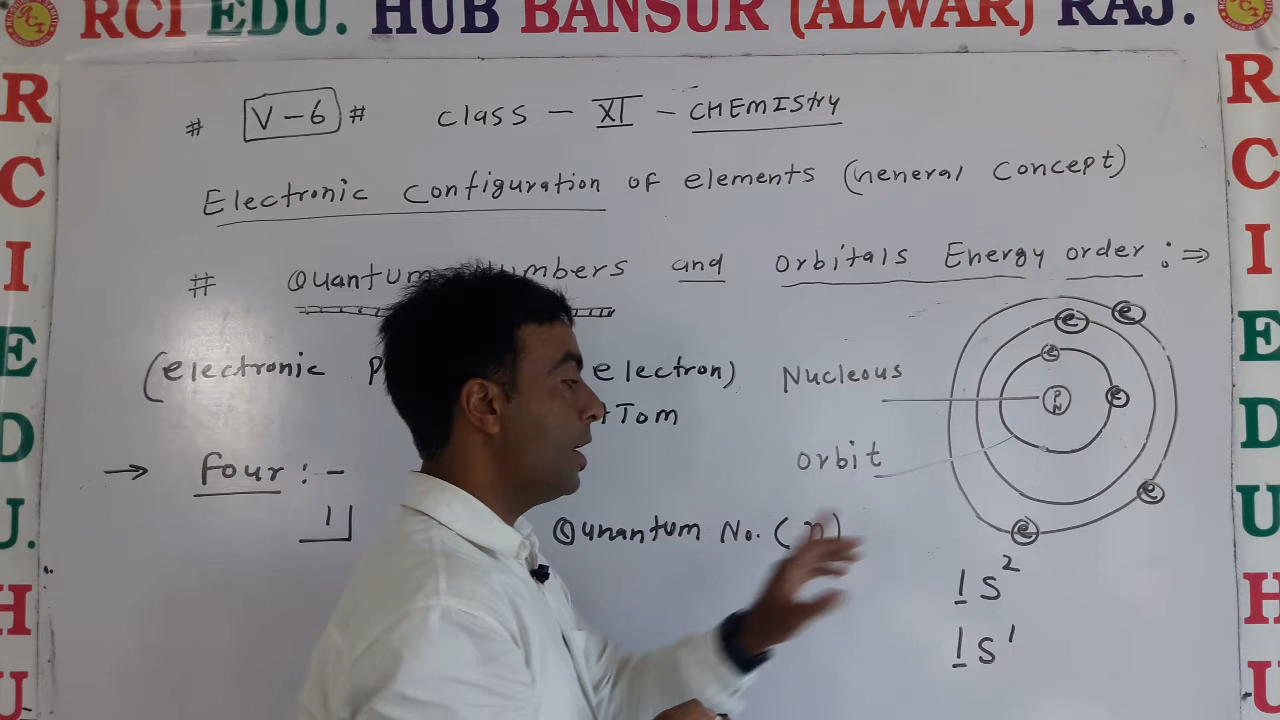 RCI EDU. HUB BANSUR (ALWAR) RAJ.
R
C
I
E
D
U.
H
U
# V-6 # Class - XI - CHEMIStry
Electronic Configuration of elements (General Concept)
# Quantum Numbers and Orbitals Energy order : ⇒
(electronic electron)
Tom
→ four :-
1
Qunantum No. (n)
Nucleous
orbit
e
e
e
e
e
e
e
P
N
1s²
1s¹
R
C
I
E
D
U
H
U